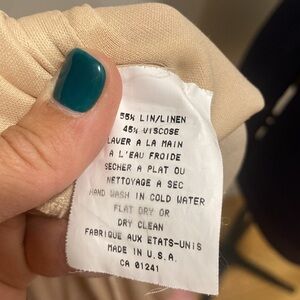 55% LIN/LINEN
45% VISCOSE
LAVER A LA MAIN
A L'EAU FROIDE
SECHER A PLAT OU
NETTOYAGE A SEC
HAND WASH IN COLD WATER
FLAT DRY OR
DRY CLEAN
FABRIQUE AUX ETATS-UNIS
MADE IN U.S.A.
CA 01241